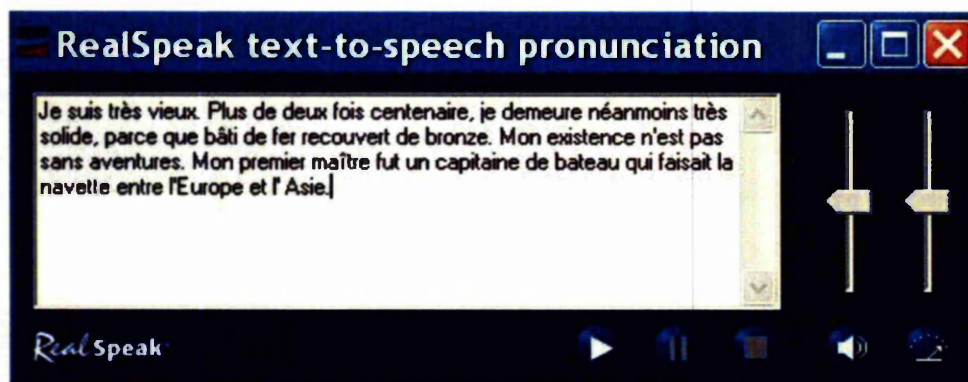 RealSpeak text-to-speech pronunciation
Je suis très vieux. Plus de deux fois centenaire, je demeure néanmoins très
solide, parce que bâti de fer recouvert de bronze. Mon existence n'est pas
sans aventures. Mon premier maître fut un capitaine de bateau qui faisait la
navette entre l'Europe et l' Asie.
Real Speak